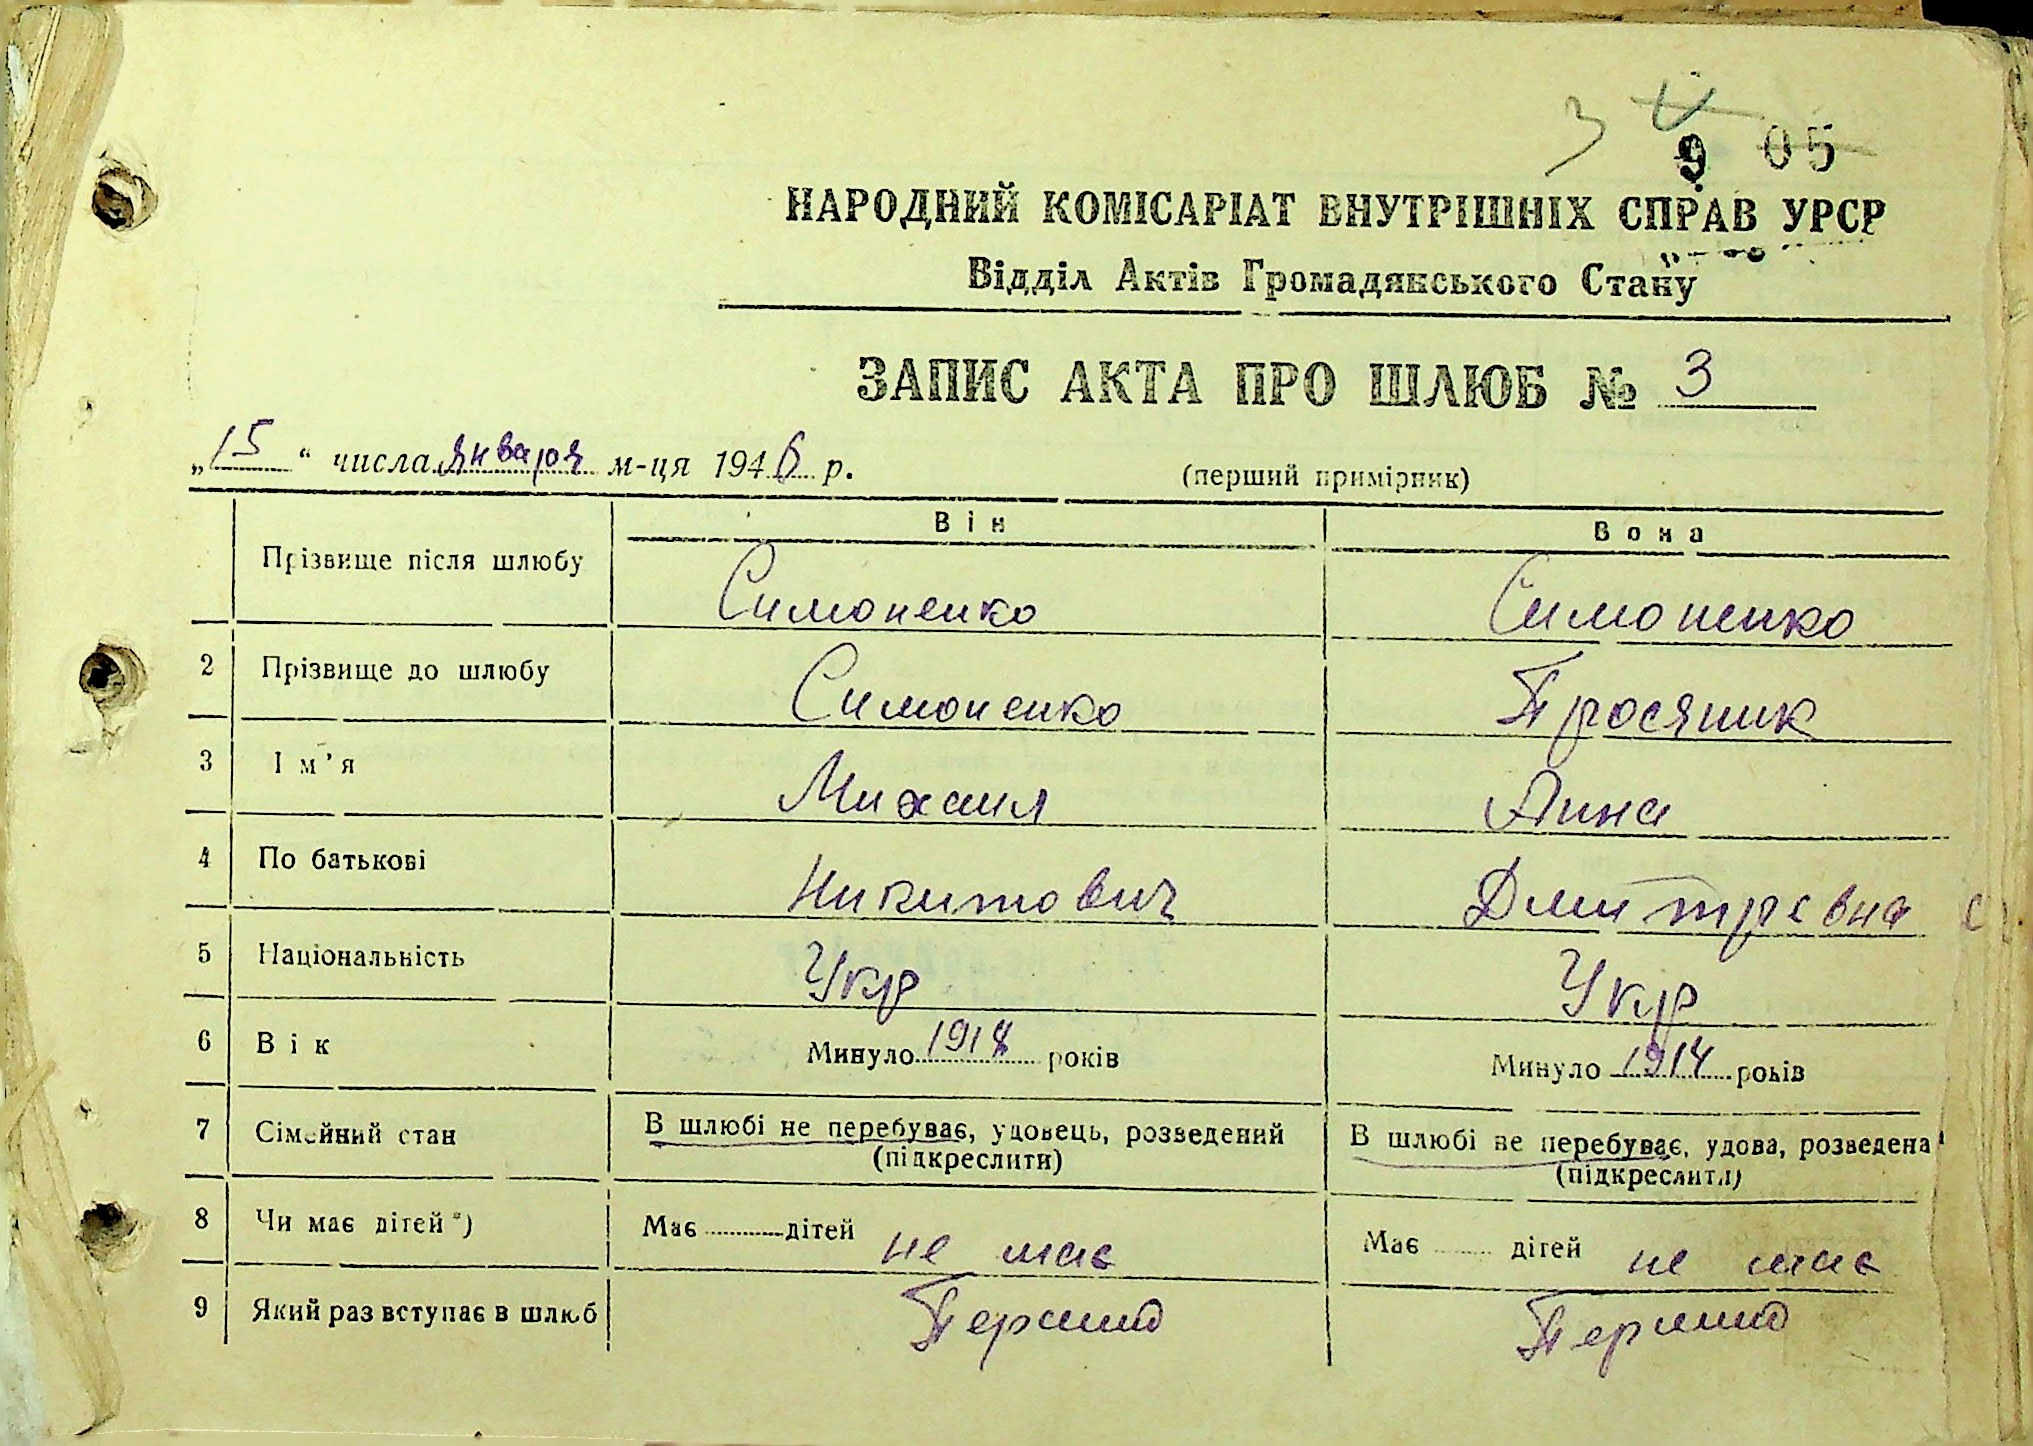 3
9 05
НАРОДНИЙ КОМІСАРІАТ ВНУТРІШНІХ СПРАВ УРСР
Відділ Актів Громадянського Стану
ЗАПИС АКТА ПРО ШЛЮБ № 3
„15“ числа января м-ця 1946 р. (перший примірник)
Він Вона
Прізвище після шлюбу Симоненко Симоненко
2 Прізвище до шлюбу Симоненко Просяник
3 Ім’я Михаил Анна
4 По батькові Никитович Дмитревна
5 Національність Укр Укр
6 Вік Минуло 1918 років Минуло 1914 років
7 Сімейний стан В шлюбі не перебуває, удовець, розведений В шлюбі не перебуває, удова, розведена
(підкреслити) (підкреслити)
8 Чи має дітей*) Має дітей не має Має дітей не має
9 Який раз вступає в шлюб Перший Перший